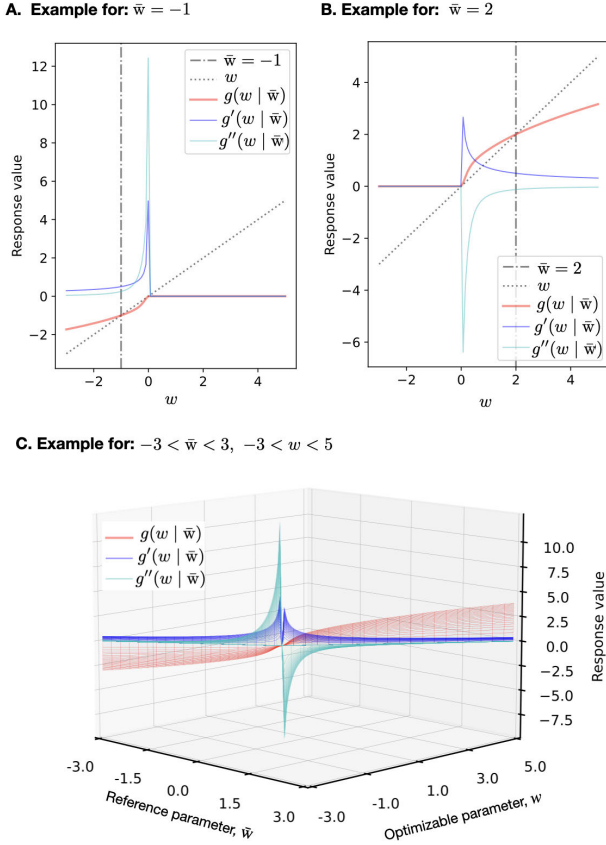 A. Example for: w̄ = −1
B. Example for: w̄ = 2
w̄ = −1
w
g(w | w̄)
g′(w | w̄)
g′′(w | w̄)
Response value
12
10
8
6
4
2
0
−2
−2
0
2
4
w
Response value
4
2
0
−2
−4
−6
w̄ = 2
w
g(w | w̄)
g′(w | w̄)
g′′(w | w̄)
−2
0
2
4
w
C. Example for: −3 < w̄ < 3, −3 < w < 5
g(w | w̄)
g′(w | w̄)
g′′(w | w̄)
10.0
7.5
5.0
2.5
0.0
−2.5
−5.0
−7.5
Response value
-3.0
-1.5
0.0
1.5
3.0
Reference parameter, w̄
-3.0
-1.0
1.0
3.0
5.0
Optimizable parameter, w